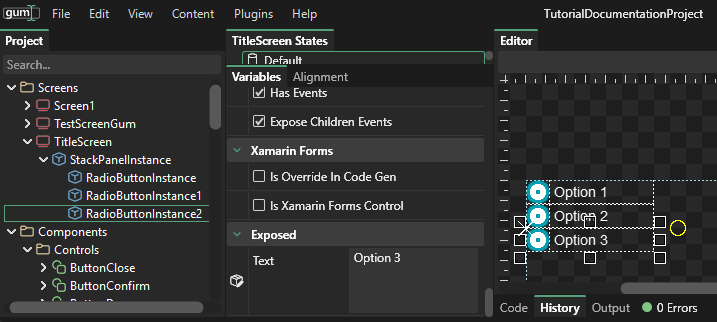 gum File Edit View Content Plugins Help TutorialDocumentationProject
Project
Search...
Screens
Screen1
TestScreenGum
TitleScreen
StackPanelInstance
RadioButtonInstance
RadioButtonInstance1
RadioButtonInstance2
Components
Controls
ButtonClose
ButtonConfirm
TitleScreen States
Default
Variables Alignment
Has Events
Expose Children Events
Xamarin Forms
Is Override In Code Gen
Is Xamarin Forms Control
Exposed
Text Option 3
Editor
Option 1
Option 2
Option 3
Code History Output 0 Errors